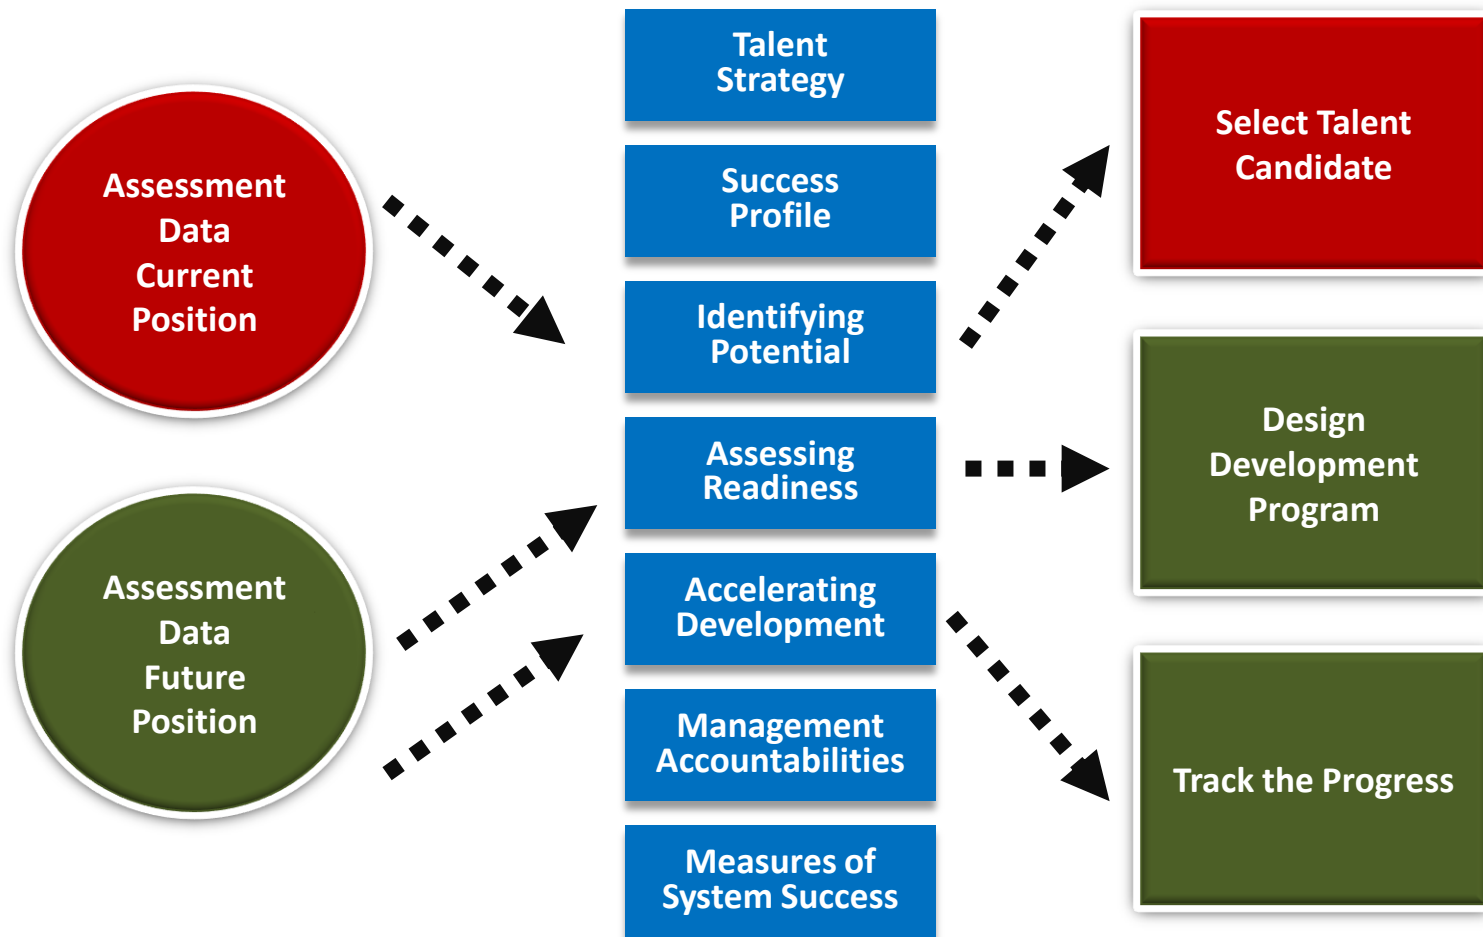 Assessment
Data
Current
Position
Assessment
Data
Future
Position
Talent
Strategy
Success
Profile
Identifying
Potential
Assessing
Readiness
Accelerating
Development
Management
Accountabilities
Measures of
System Success
Select Talent
Candidate
Design
Development
Program
Track the Progress